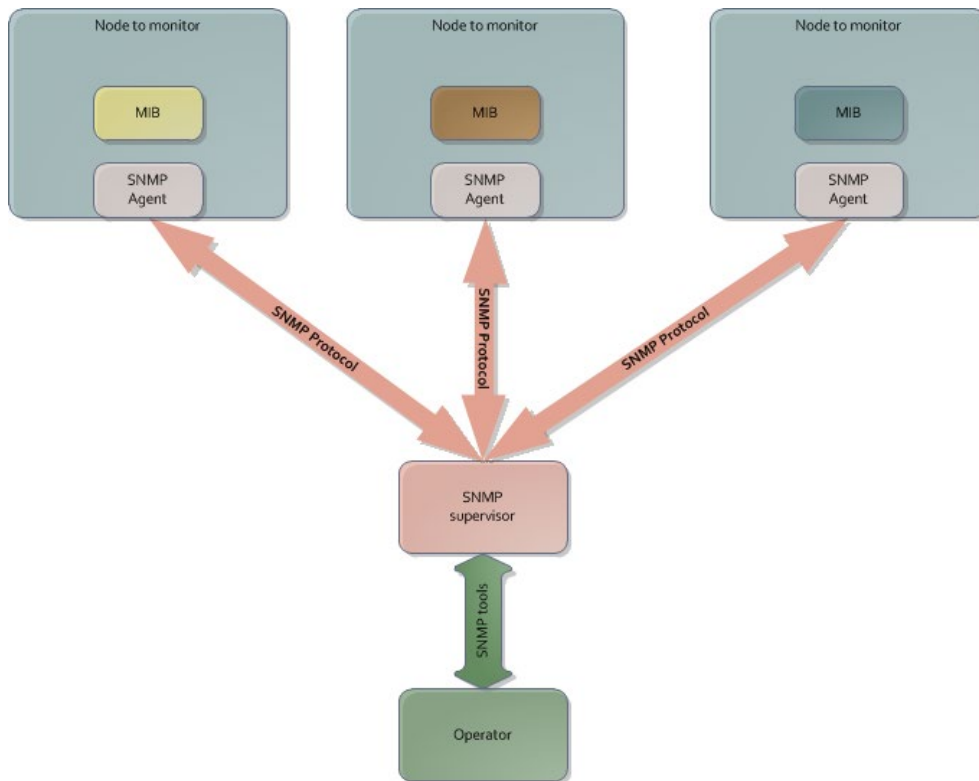 Node to monitor
MIB
SNMP
Agent
Node to monitor
MIB
SNMP
Agent
Node to monitor
MIB
SNMP
Agent
SNMP Protocol
SNMP Protocol
SNMP Protocol
SNMP
supervisor
SNMP tools
Operator